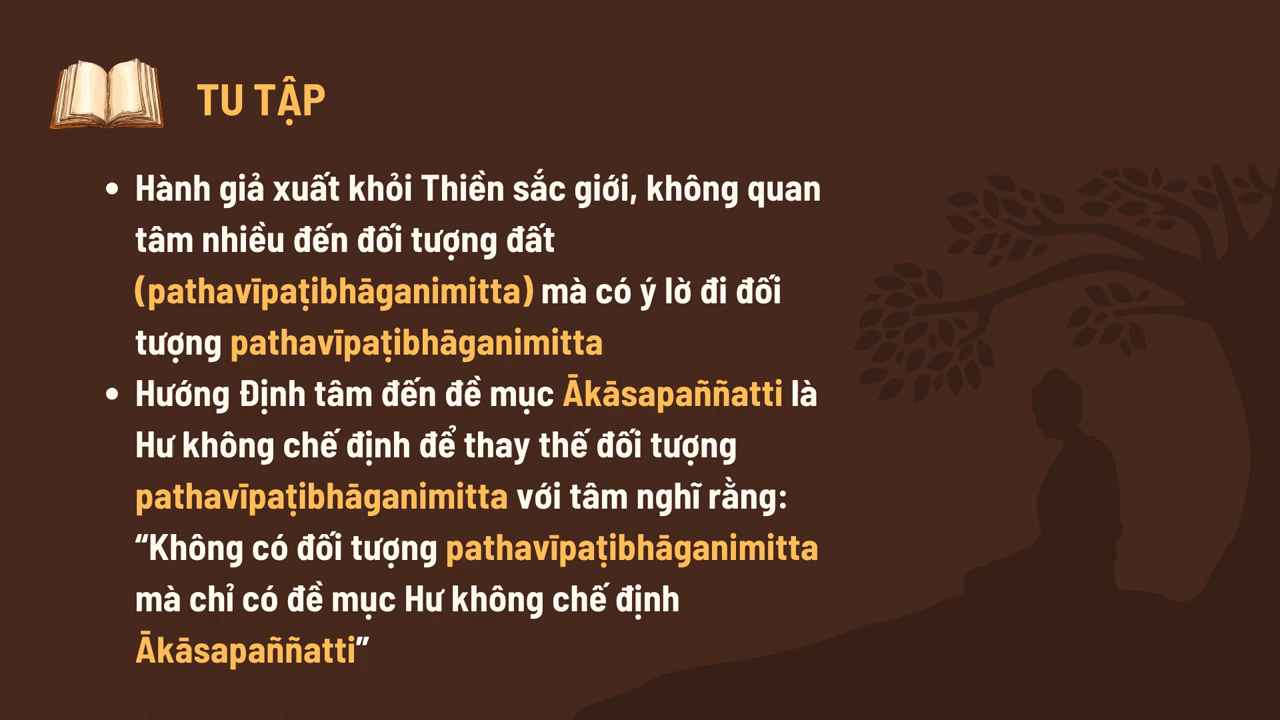 TU TẬP
• Hành giả xuất khỏi Thiền sắc giới, không quan
tâm nhiều đến đối tượng đất
(pathavīpaṭibhāganimitta) mà có ý lờ đi đối
tượng pathavīpaṭibhāganimitta
• Hướng Định tâm đến đề mục Ākāsapaññatti là
Hư không chế định để thay thế đối tượng
pathavīpaṭibhāganimitta với tâm nghĩ rằng:
“Không có đối tượng pathavīpaṭibhāganimitta
mà chỉ có đề mục Hư không chế định
Ākāsapaññatti”